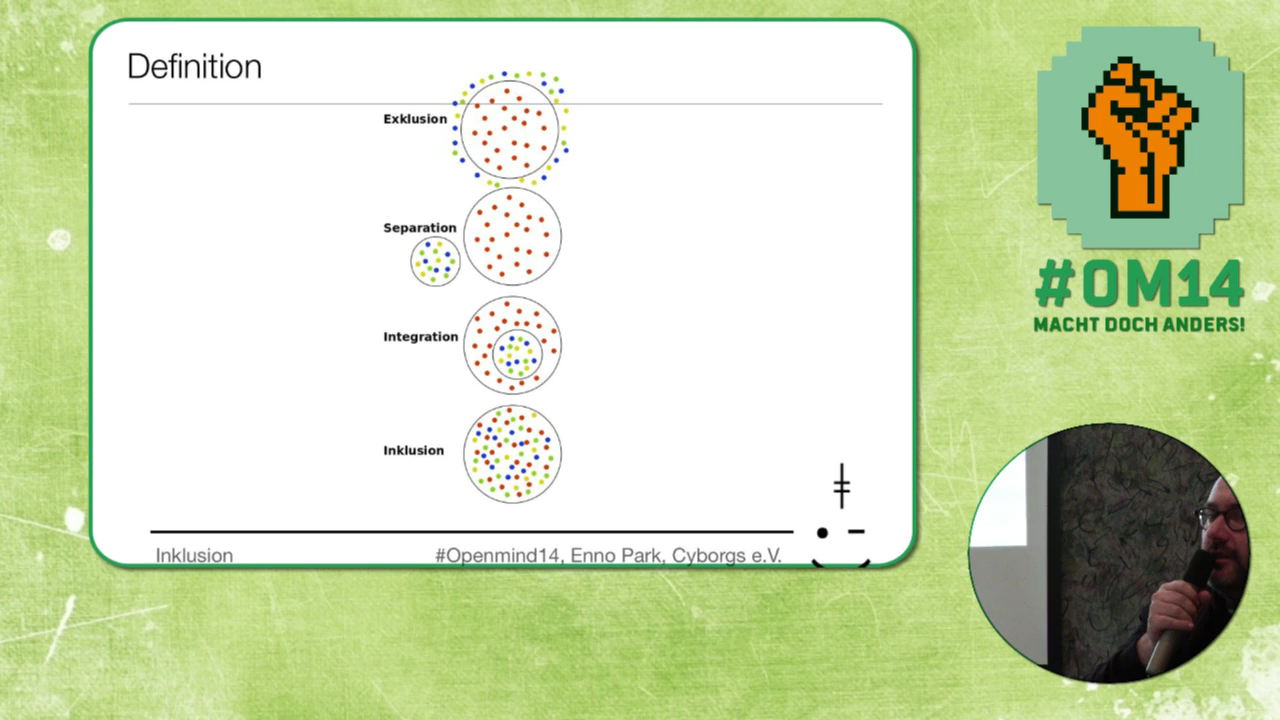 Definition
Exklusion
Separation
Integration
Inklusion
Inklusion
#Openmind14, Enno Park, Cyborgs e.V.
#OM14
MACHT DOCH ANDERS!